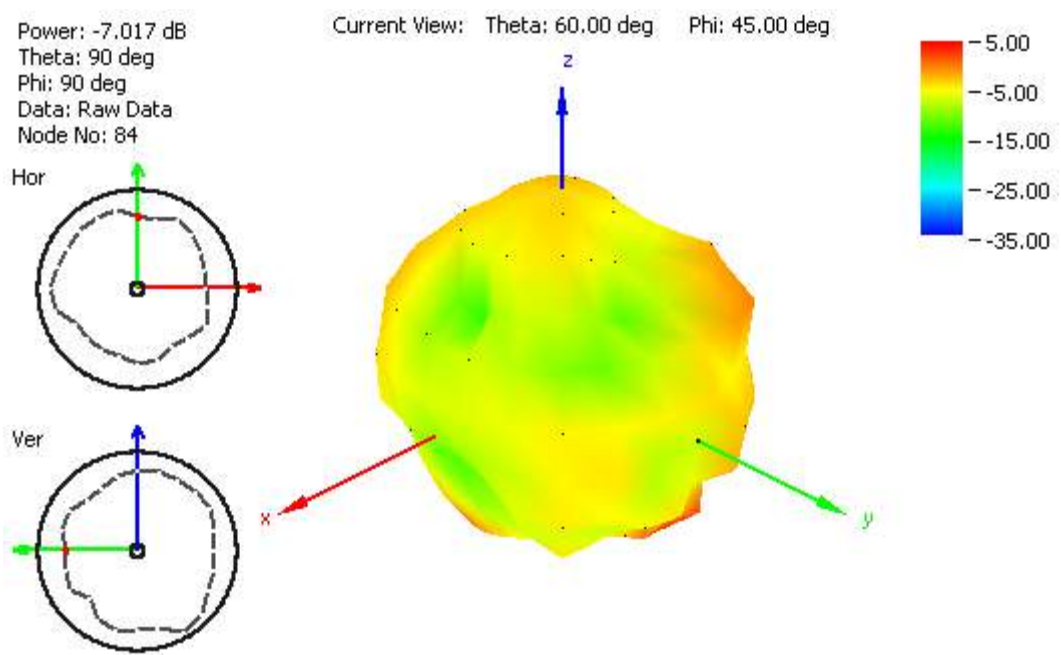 Power: -7.017 dB
Theta: 90 deg
Phi: 90 deg
Data: Raw Data
Node No: 84
Current View: Theta: 60.00 deg Phi: 45.00 deg
5.00
-5.00
-15.00
-25.00
-35.00
Hor
Ver
z
x
y